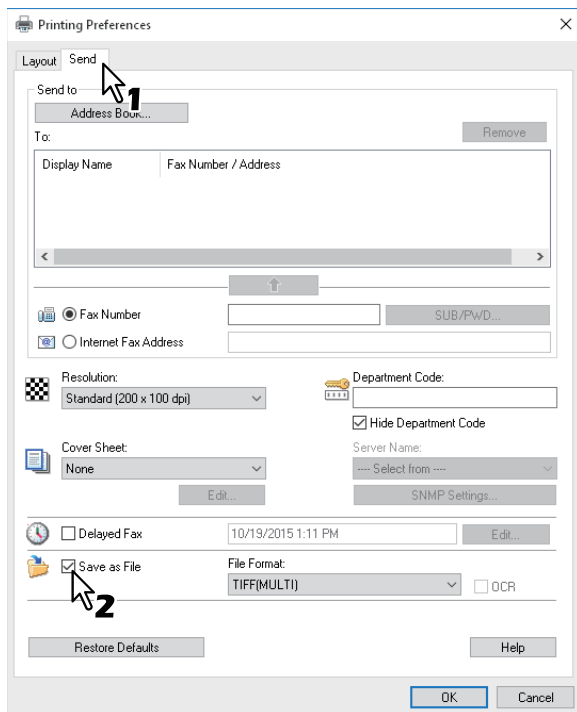 Printing Preferences
Layout Send
1
Send to
Address Book...
Remove
To:
Display Name Fax Number / Address
Fax Number SUB/PWD...
Internet Fax Address
Resolution: Department Code:
Standard (200 x 100 dpi)
Hide Department Code
Cover Sheet: Server Name:
None ---- Select from ----
Edit... SNMP Settings...
Delayed Fax 10/19/2015 1:11 PM Edit...
Save as File File Format:
TIFF(MULTI) OCR
2
Restore Defaults Help
OK Cancel